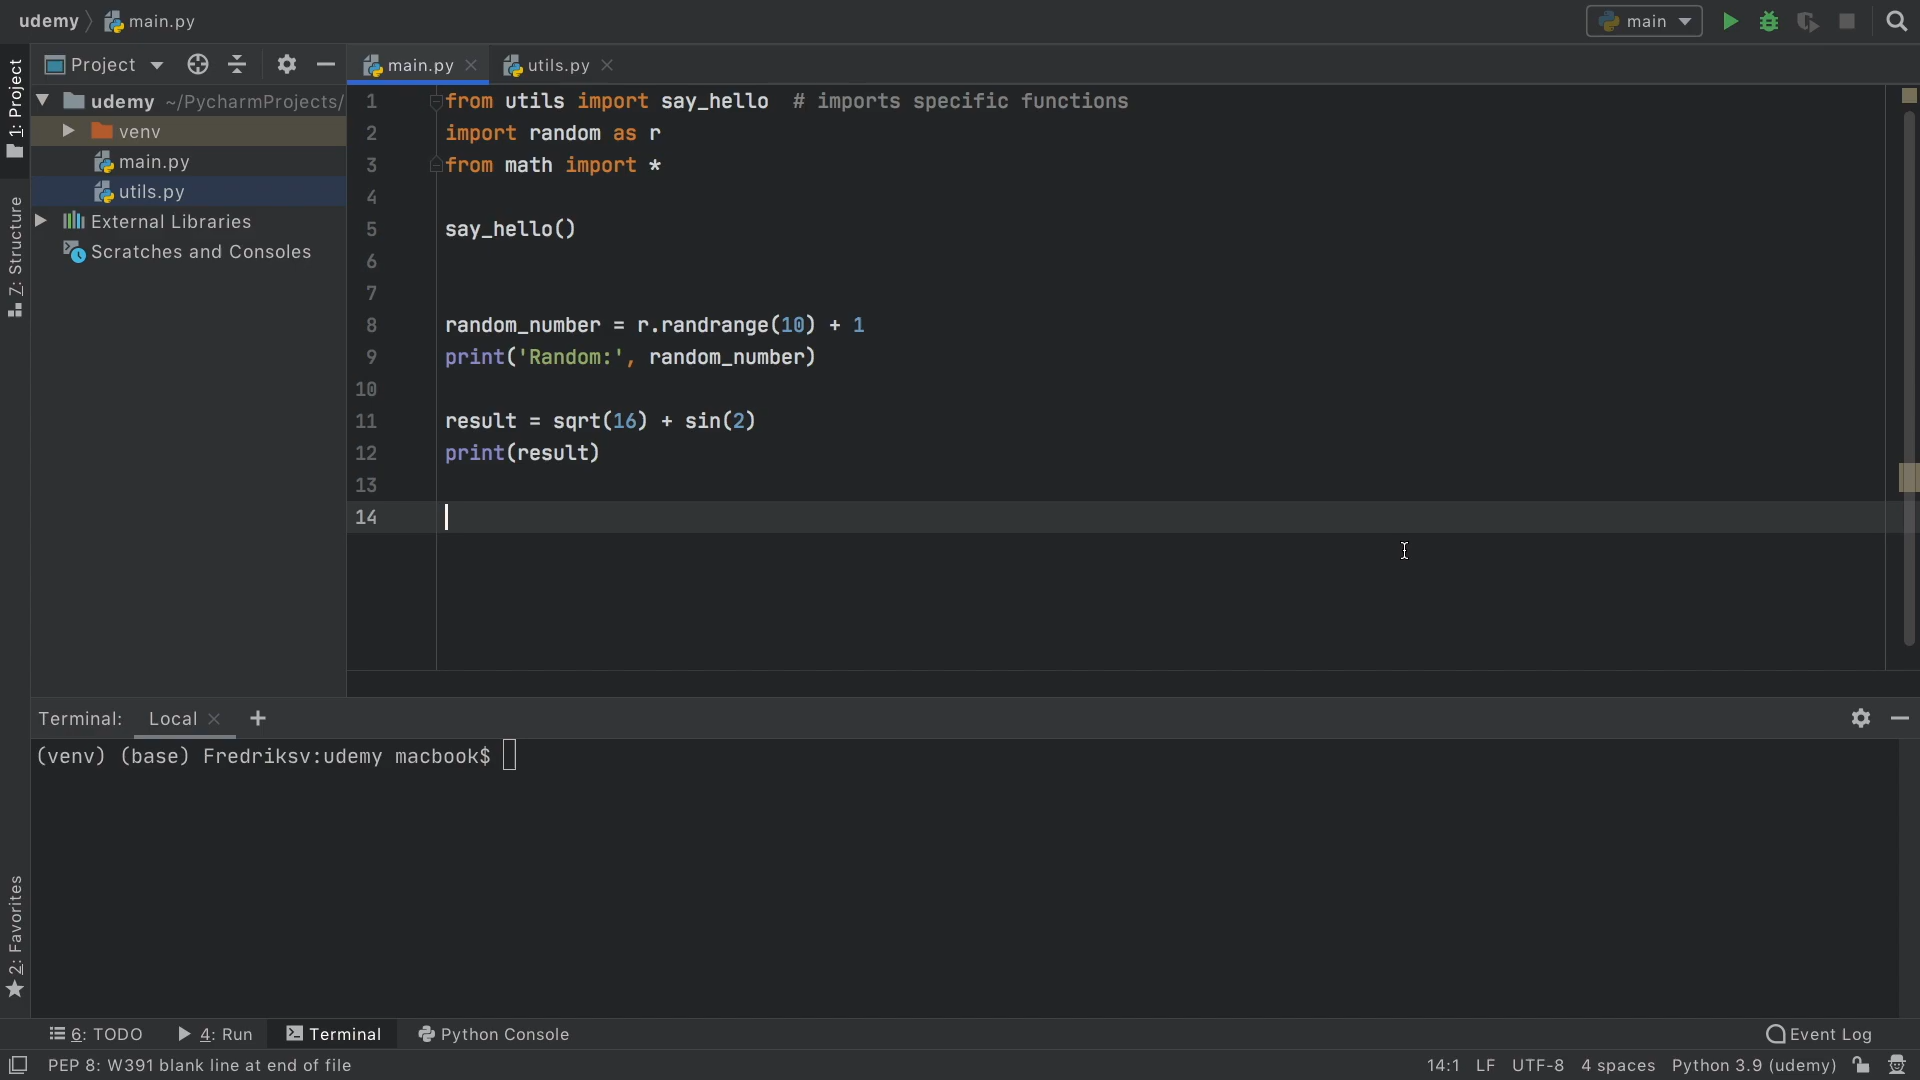 udemy main.py
main
Project
main.py
utils.py
1: Project
Z: Structure
2: Favorites
udemy ~/PycharmProjects/
venv
main.py
utils.py
External Libraries
Scratches and Consoles
1 from utils import say_hello  # imports specific functions
2 import random as r
3 from math import *
4
5 say_hello()
6
7
8 random_number = r.randrange(10) + 1
9 print('Random:', random_number)
10
11 result = sqrt(16) + sin(2)
12 print(result)
13
14
Terminal: Local +
(venv) (base) Fredriksv:udemy macbook$
6: TODO 4: Run Terminal Python Console Event Log
PEP 8: W391 blank line at end of file 14:1 LF UTF-8 4 spaces Python 3.9 (udemy)